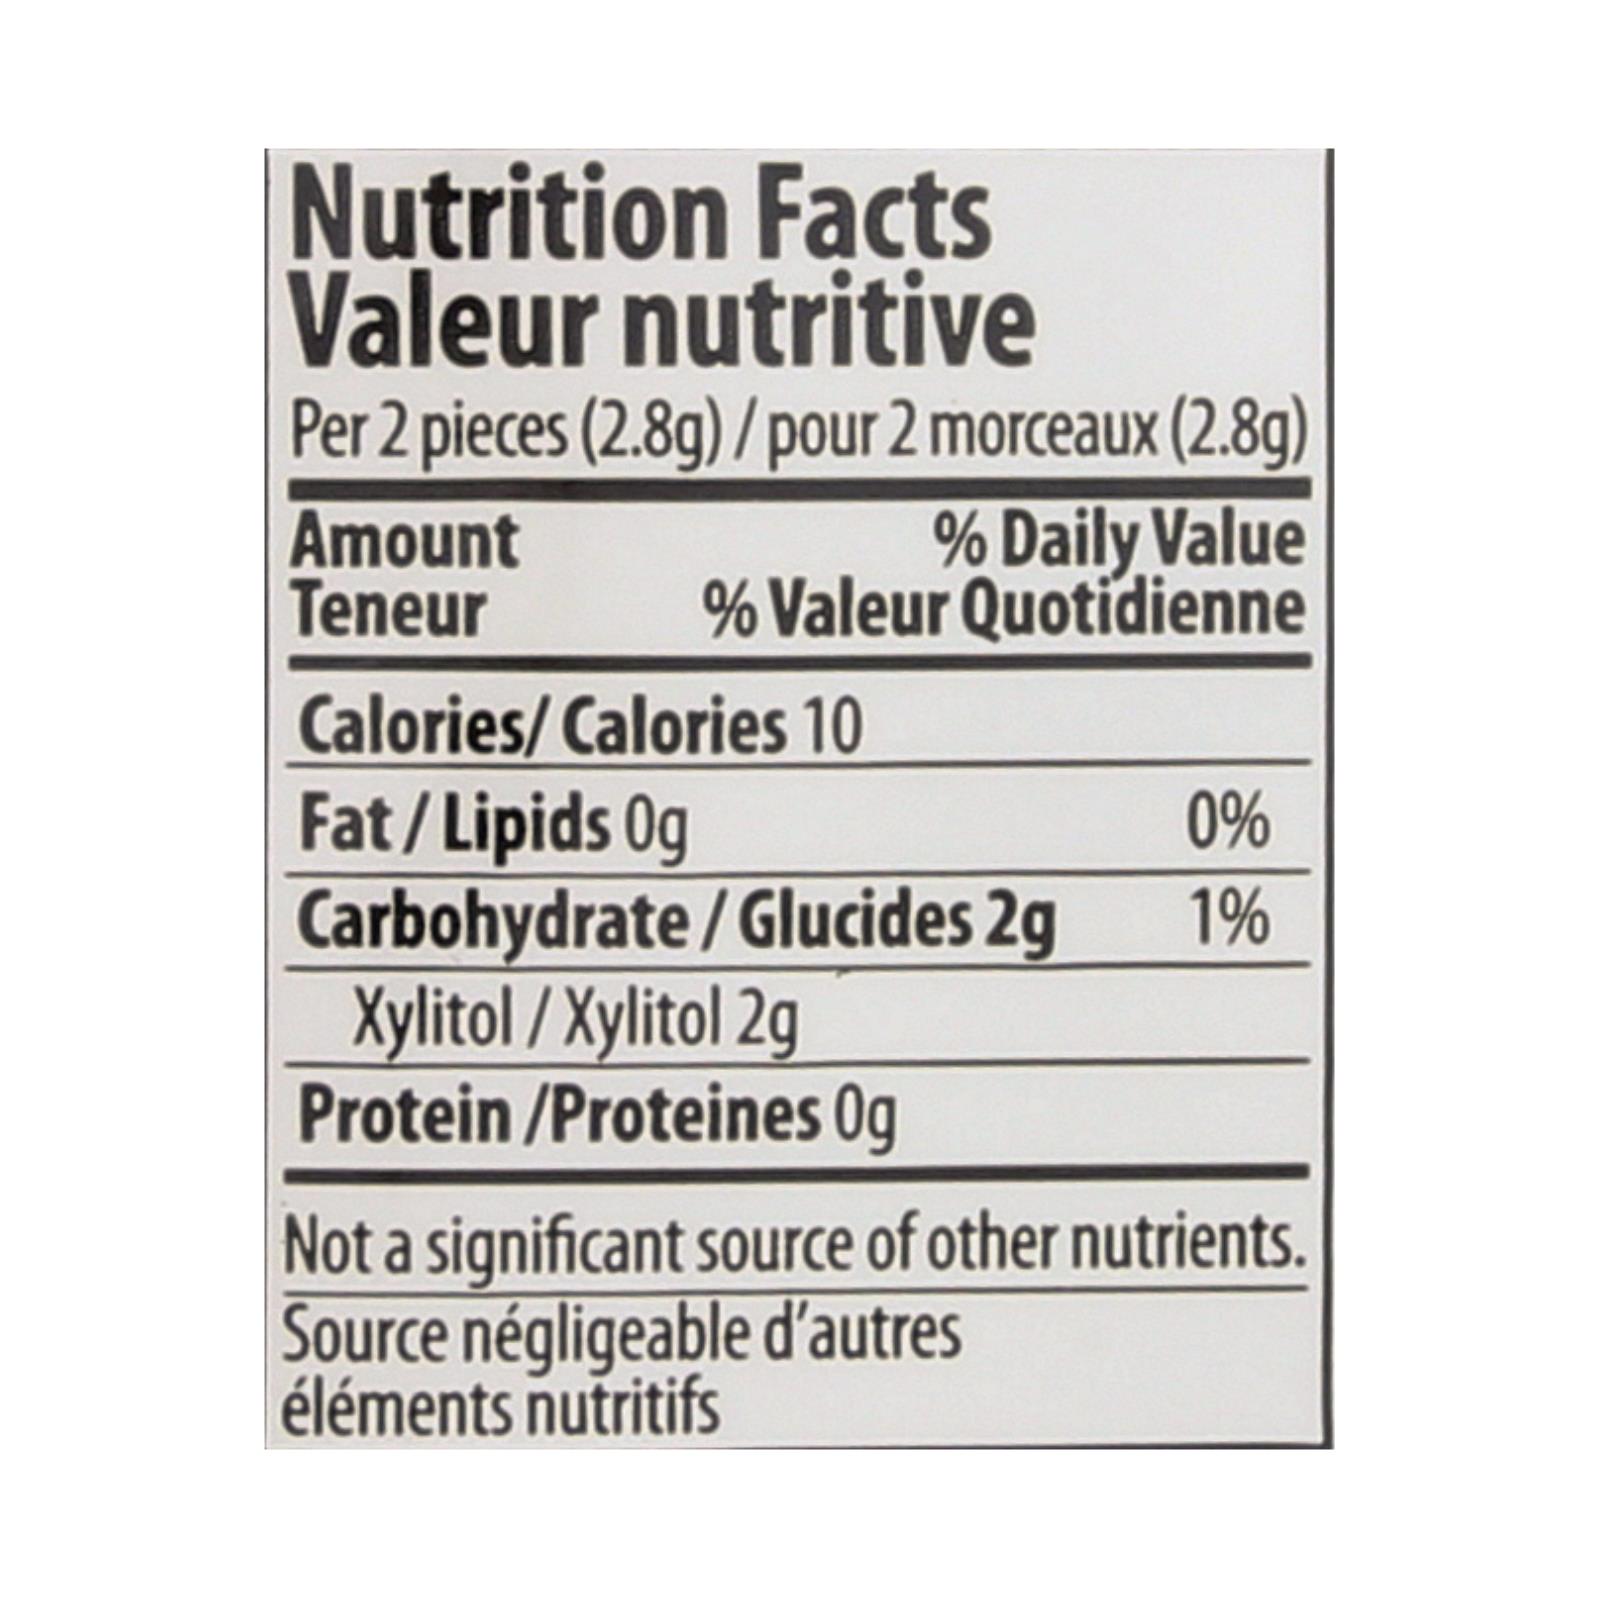 Nutrition Facts
Valeur nutritive
Per 2 pieces (2.8g) / pour 2 morceaux (2.8g)
Amount % Daily Value
Teneur % Valeur Quotidienne
Calories/ Calories 10
Fat / Lipids 0g 0%
Carbohydrate / Glucides 2g 1%
Xylitol / Xylitol 2g
Protein /Proteines 0g
Not a significant source of other nutrients.
Source négligeable d'autres
éléments nutritifs